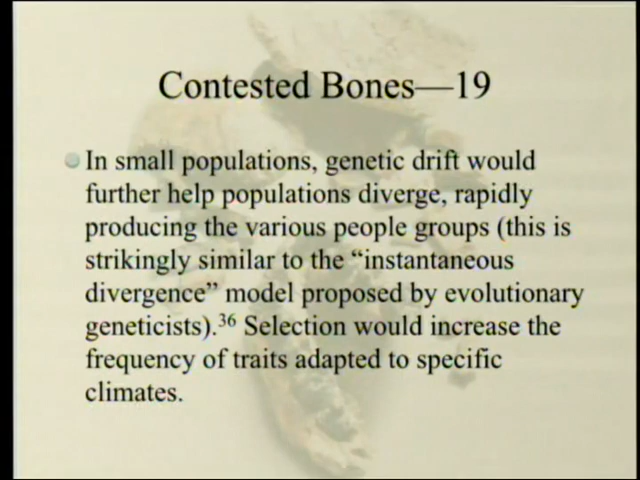 Contested Bones—19
In small populations, genetic drift would
further help populations diverge, rapidly
producing the various people groups (this is
strikingly similar to the “instantaneous
divergence” model proposed by evolutionary
geneticists).³⁶ Selection would increase the
frequency of traits adapted to specific
climates.